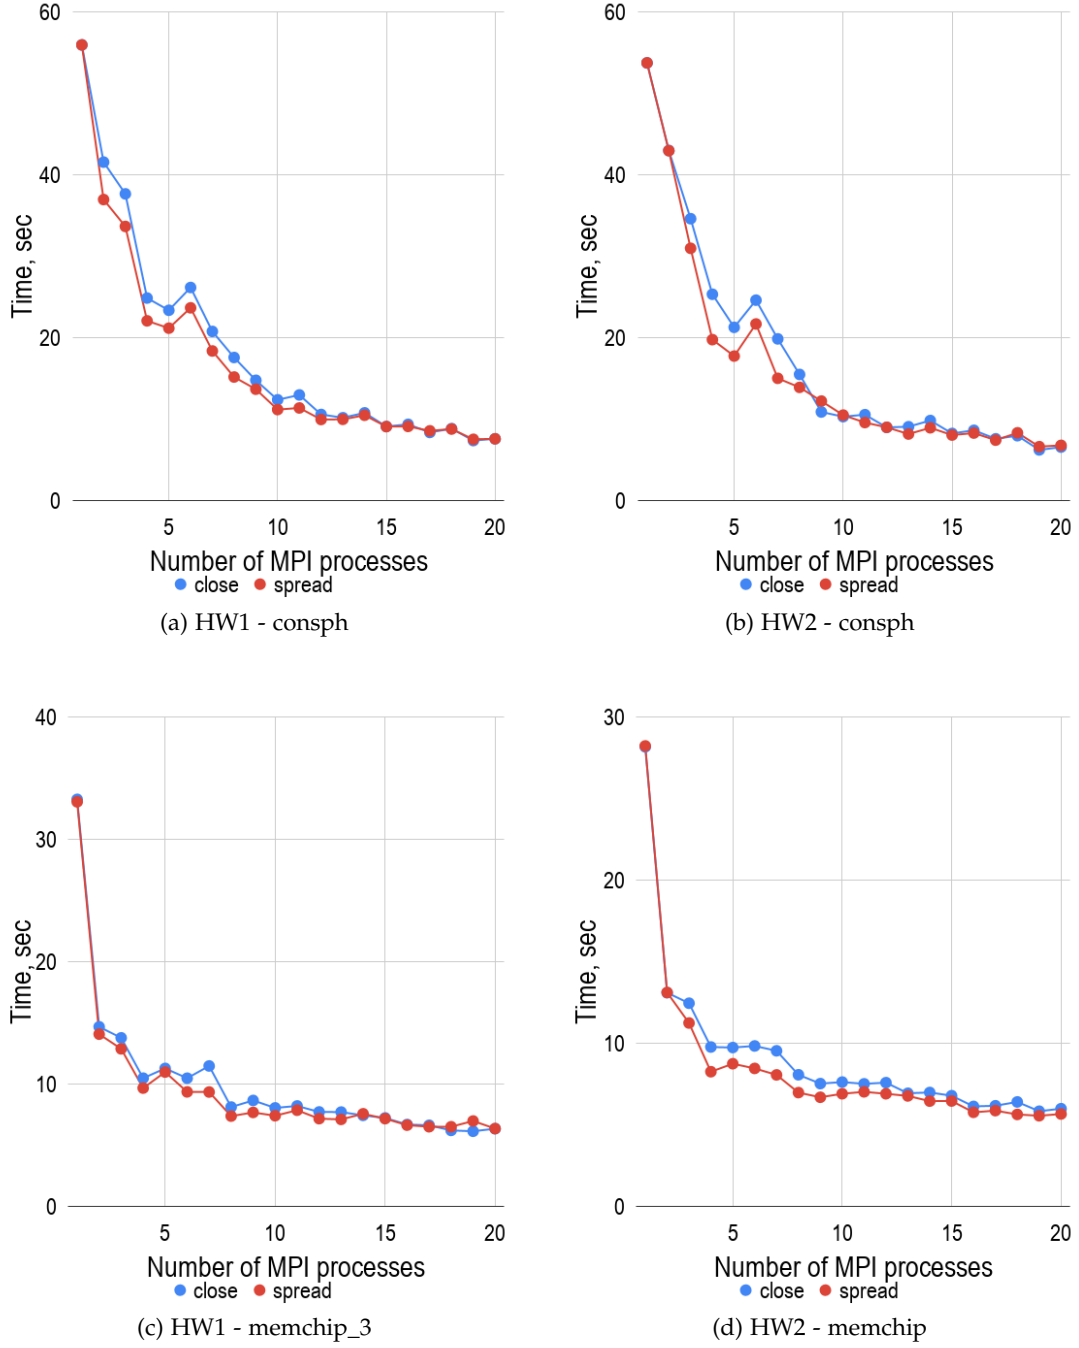 60
40
20
0
Time, sec
5 10 15 20
Number of MPI processes
close spread
(a) HW1 - consph
60
40
20
0
Time, sec
5 10 15 20
Number of MPI processes
close spread
(b) HW2 - consph
40
30
20
10
0
Time, sec
5 10 15 20
Number of MPI processes
close spread
(c) HW1 - memchip_3
30
20
10
0
Time, sec
5 10 15 20
Number of MPI processes
close spread
(d) HW2 - memchip